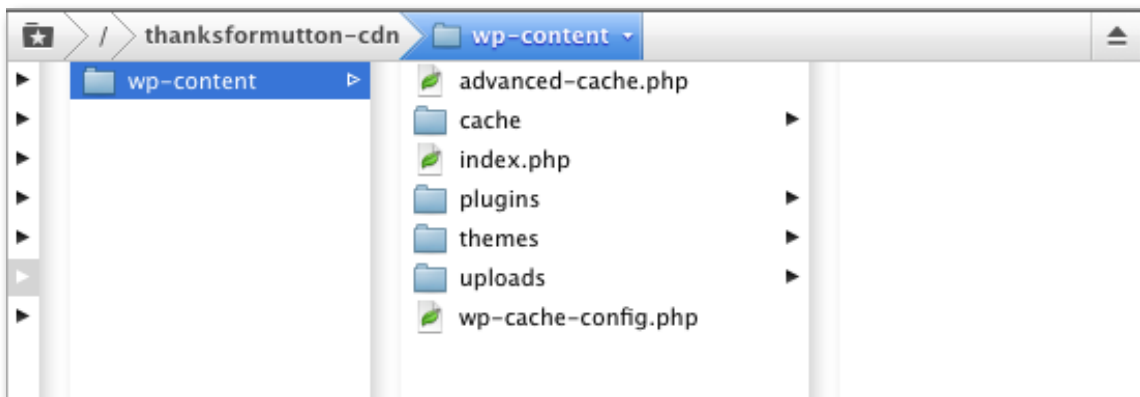 / thanksformutton-cdn wp-content
wp-content
advanced-cache.php
cache
index.php
plugins
themes
uploads
wp-cache-config.php